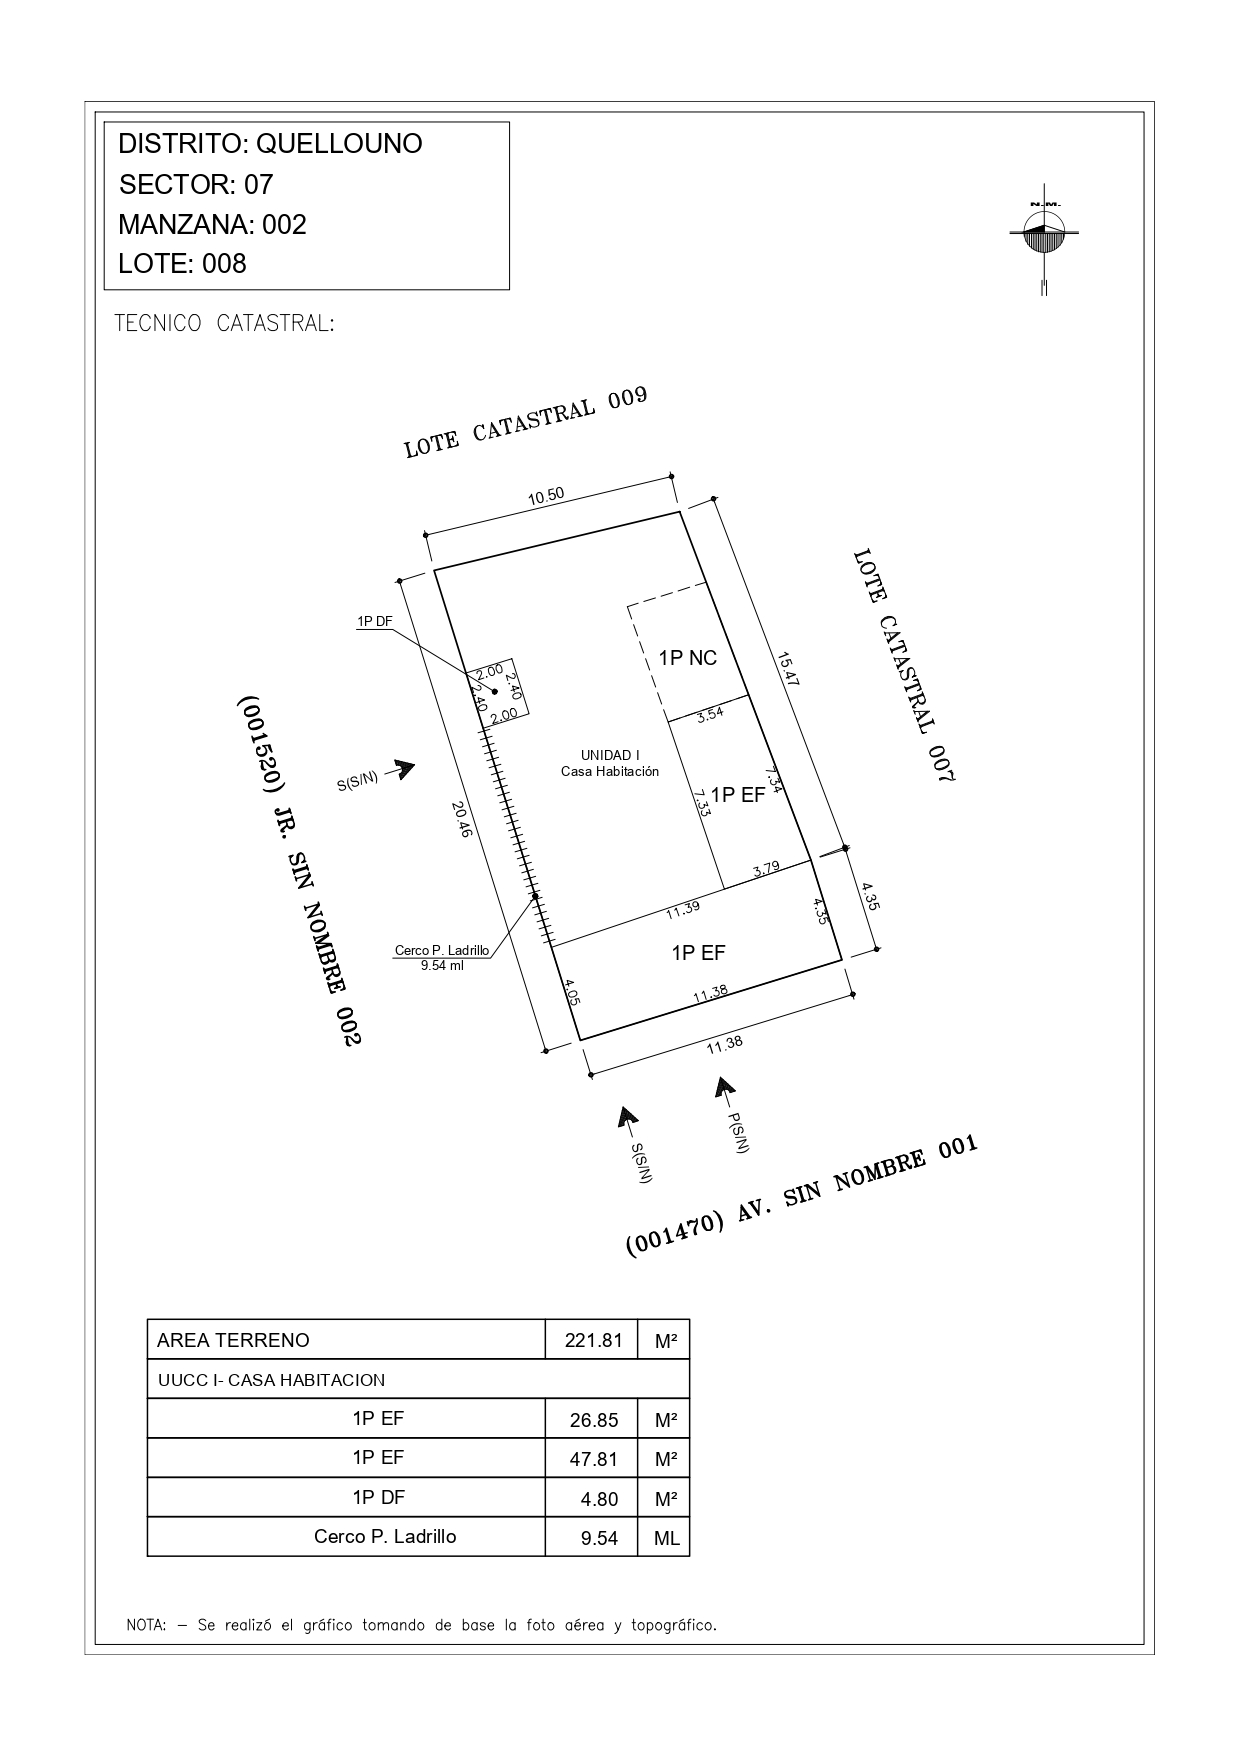 DISTRITO: QUELLOUNO
SECTOR: 07
MANZANA: 002
LOTE: 008
N.M.
TECNICO CATASTRAL:
LOTE CATASTRAL 009
10.50
LOTE CATASTRAL 007
1P DF
2.00
2.40
2.40
2.00
1P NC
15.47
3.54
(001520) JR. SIN NOMBRE 002
S(S/N)
20.46
UNIDAD I
Casa Habitación
7.33
1P EF
7.34
3.79
11.39
4.35
4.35
Cerco P. Ladrillo
9.54 ml
1P EF
4.05
11.38
11.38
S(S/N)
P(S/N)
(001470) AV. SIN NOMBRE 001
AREA TERRENO 221.81 M²
UUCC I- CASA HABITACION
1P EF 26.85 M²
1P EF 47.81 M²
1P DF 4.80 M²
Cerco P. Ladrillo 9.54 ML
NOTA: – Se realizó el gráfico tomando de base la foto aérea y topográfico.